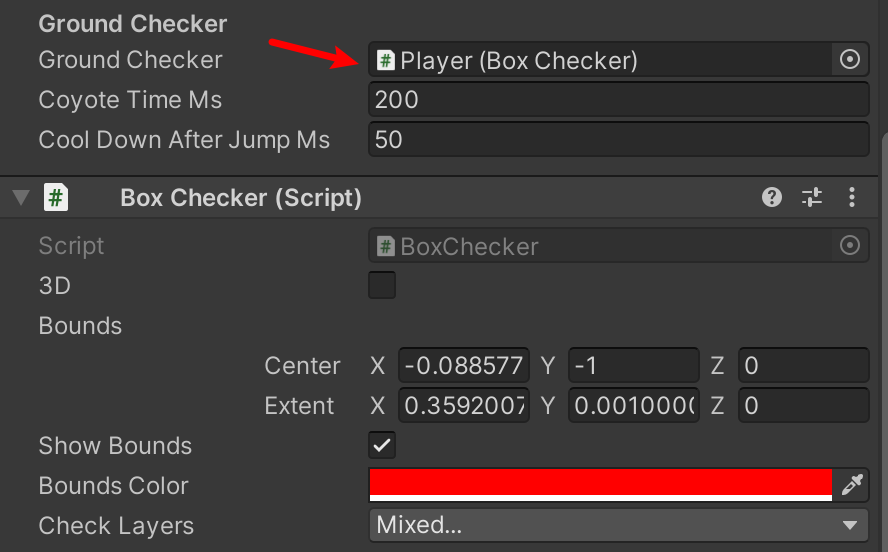 Ground Checker
Ground Checker # Player (Box Checker)
Coyote Time Ms 200
Cool Down After Jump Ms 50
# Box Checker (Script) ?
Script # BoxChecker
3D
Bounds
Center X -0.088577 Y -1 Z 0
Extent X 0.3592007 Y 0.0010000 Z 0
Show Bounds
Bounds Color
Check Layers Mixed...